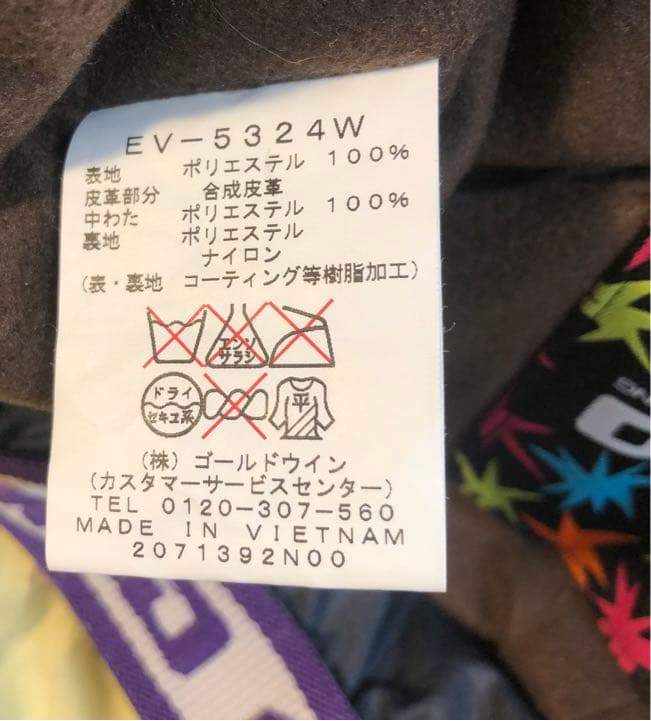 EV-5324W
表地 ポリエステル 100%
皮革部分 合成皮革
中わた ポリエステル 100%
裏地 ポリエステル
ナイロン
(表・裏地 コーティング等樹脂加工)
エンソ
サラシ
ドライ
セキユ系
平
(株) ゴールドウイン
(カスタマーサービスセンター)
TEL 0120-307-560
MADE IN VIETNAM
2071392N00